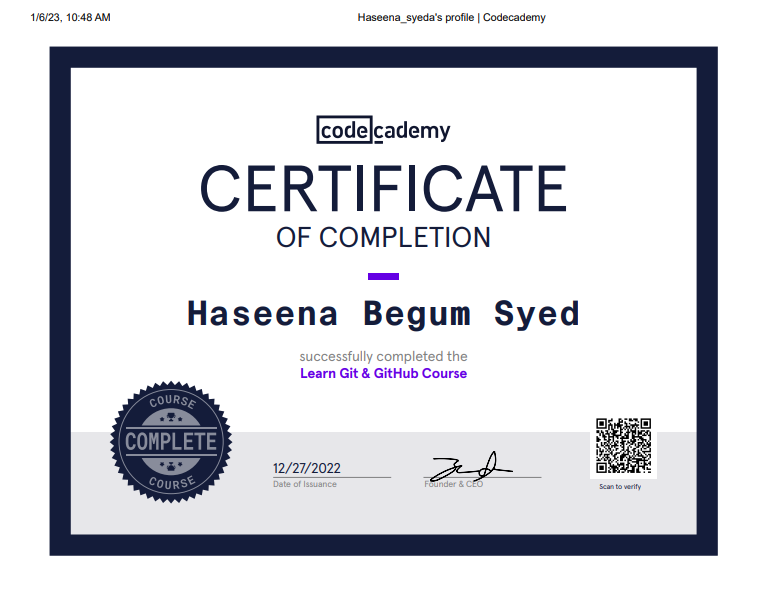 1/6/23, 10:48 AM
Haseena_syeda's profile | Codecademy
codecademy
CERTIFICATE
OF COMPLETION
Haseena Begum Syed
successfully completed the
Learn Git & GitHub Course
COURSE
COMPLETE
COURSE
12/27/2022
Date of Issuance
Founder & CEO
Scan to verify